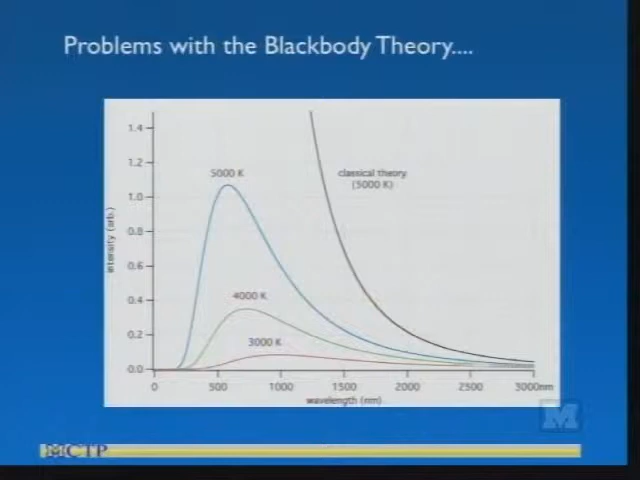 Problems with the Blackbody Theory....
1.4
1.2
1.0
0.8
0.6
0.4
0.2
0.0
intensity (arb.)
5000 K
classical theory
(5000 K)
4000 K
3000 K
0 500 1000 1500 2000 2500 3000nm
wavelength (nm)
M
MCTP